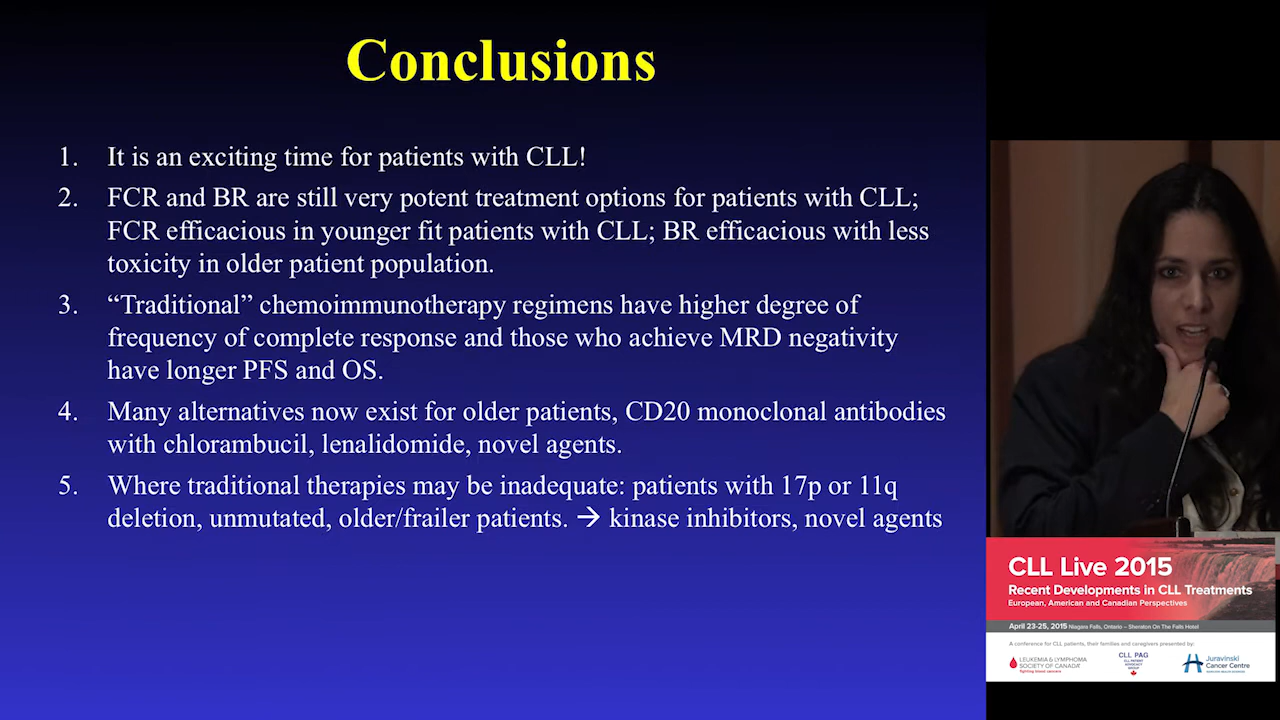 Conclusions
1. It is an exciting time for patients with CLL!
2. FCR and BR are still very potent treatment options for patients with CLL;
FCR efficacious in younger fit patients with CLL; BR efficacious with less
toxicity in older patient population.
3. “Traditional” chemoimmunotherapy regimens have higher degree of
frequency of complete response and those who achieve MRD negativity
have longer PFS and OS.
4. Many alternatives now exist for older patients, CD20 monoclonal antibodies
with chlorambucil, lenalidomide, novel agents.
5. Where traditional therapies may be inadequate: patients with 17p or 11q
deletion, unmutated, older/frailer patients. → kinase inhibitors, novel agents
CLL Live 2015
Recent Developments in CLL Treatments
European, American and Canadian Perspectives
April 23-25, 2015 Niagara Falls, Ontario – Sheraton On The Falls Hotel
A conference for CLL patients, their families and caregivers presented by:
LEUKEMIA & LYMPHOMA
SOCIETY OF CANADA
fighting blood cancers
CLL PAG
CLL PATIENT
ADVOCACY
GROUP
Juravinski
Cancer Centre